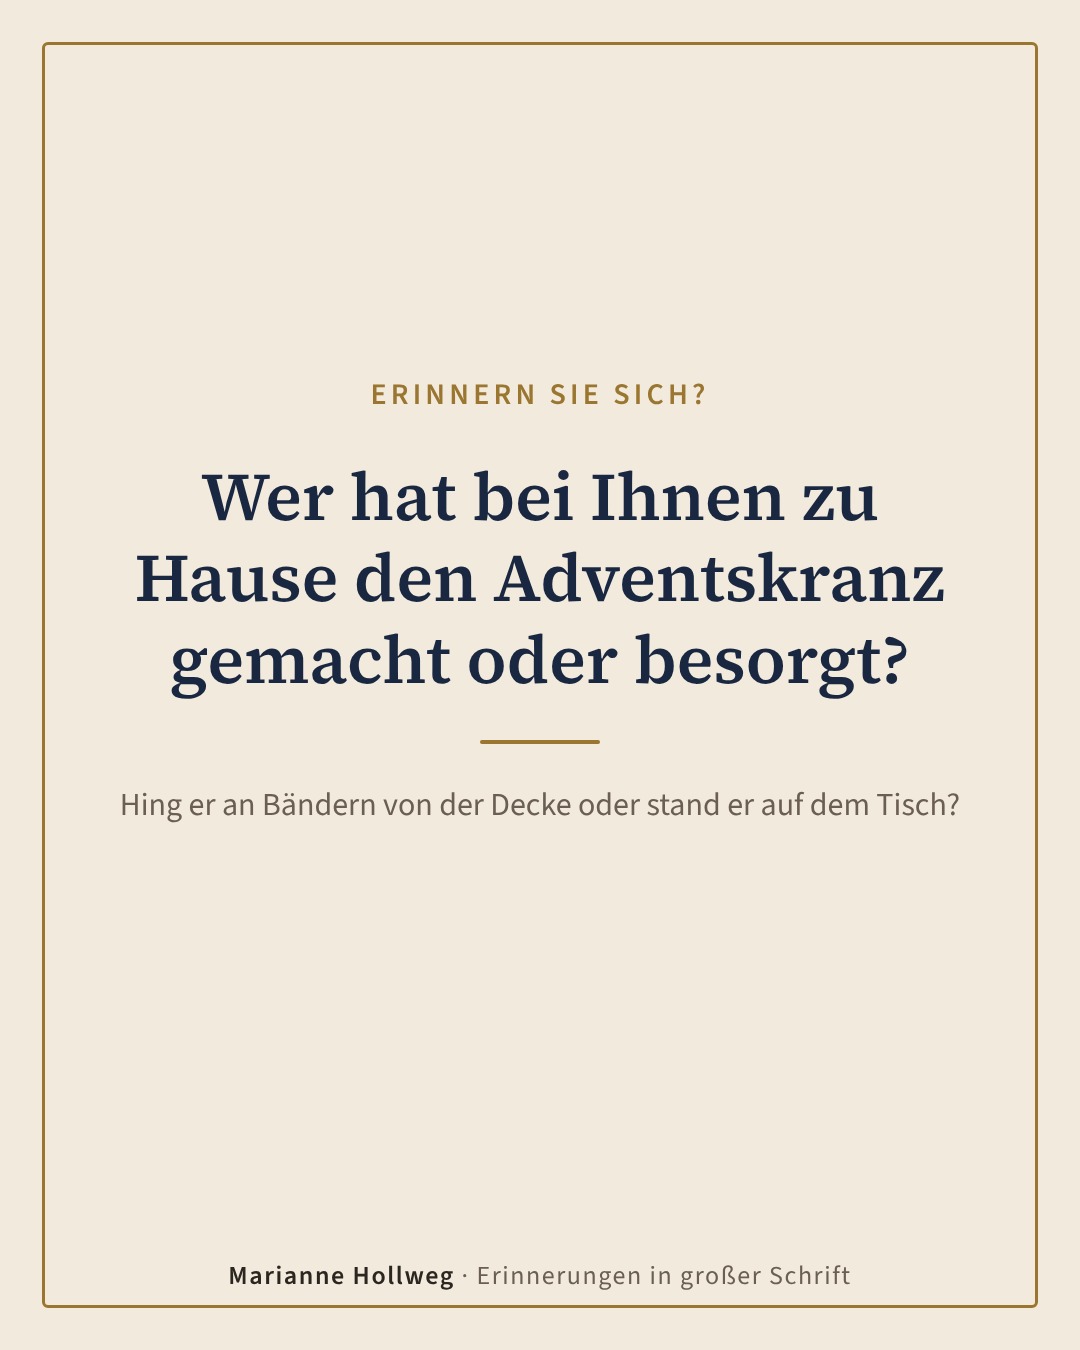 ERINNERN SIE SICH?
Wer hat bei Ihnen zu
Hause den Adventskranz
gemacht oder besorgt?
Hing er an Bändern von der Decke oder stand er auf dem Tisch?
Marianne Hollweg · Erinnerungen in großer Schrift